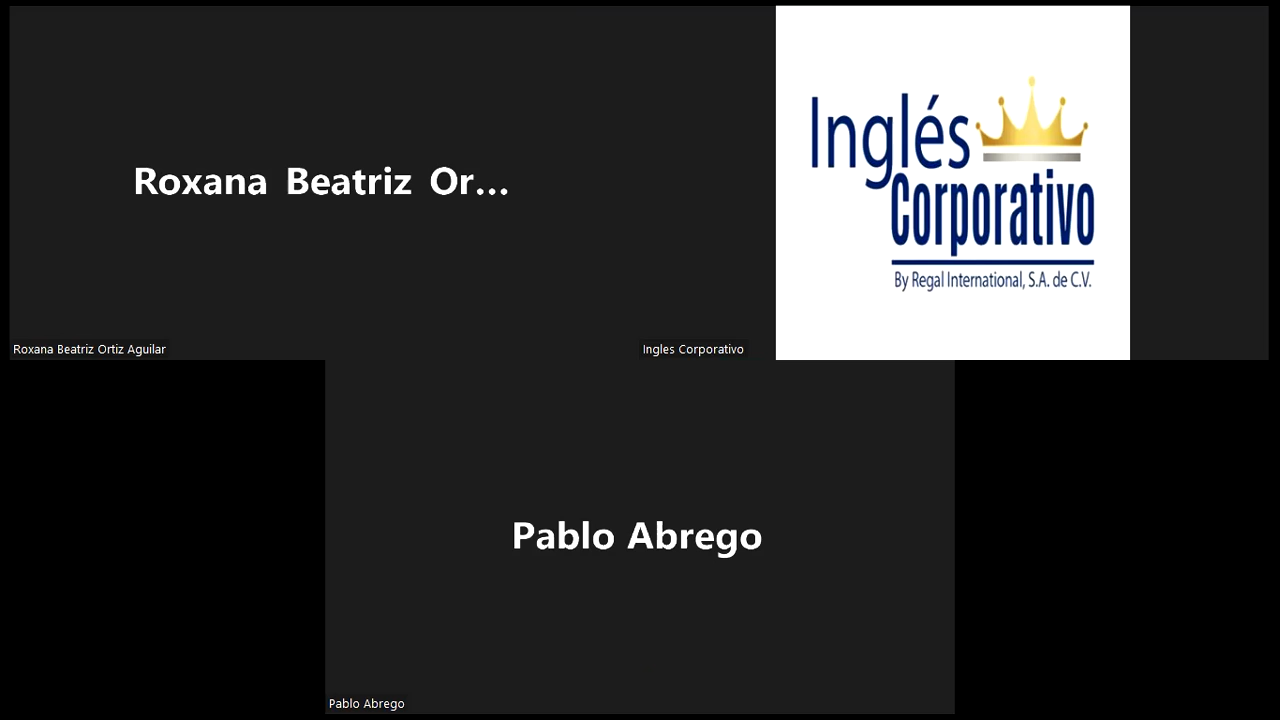 Roxana Beatriz Or...
Roxana Beatriz Ortiz Aguilar
Inglés
Corporativo
By Regal International, S.A. de C.V.
Ingles Corporativo
Pablo Abrego
Pablo Abrego